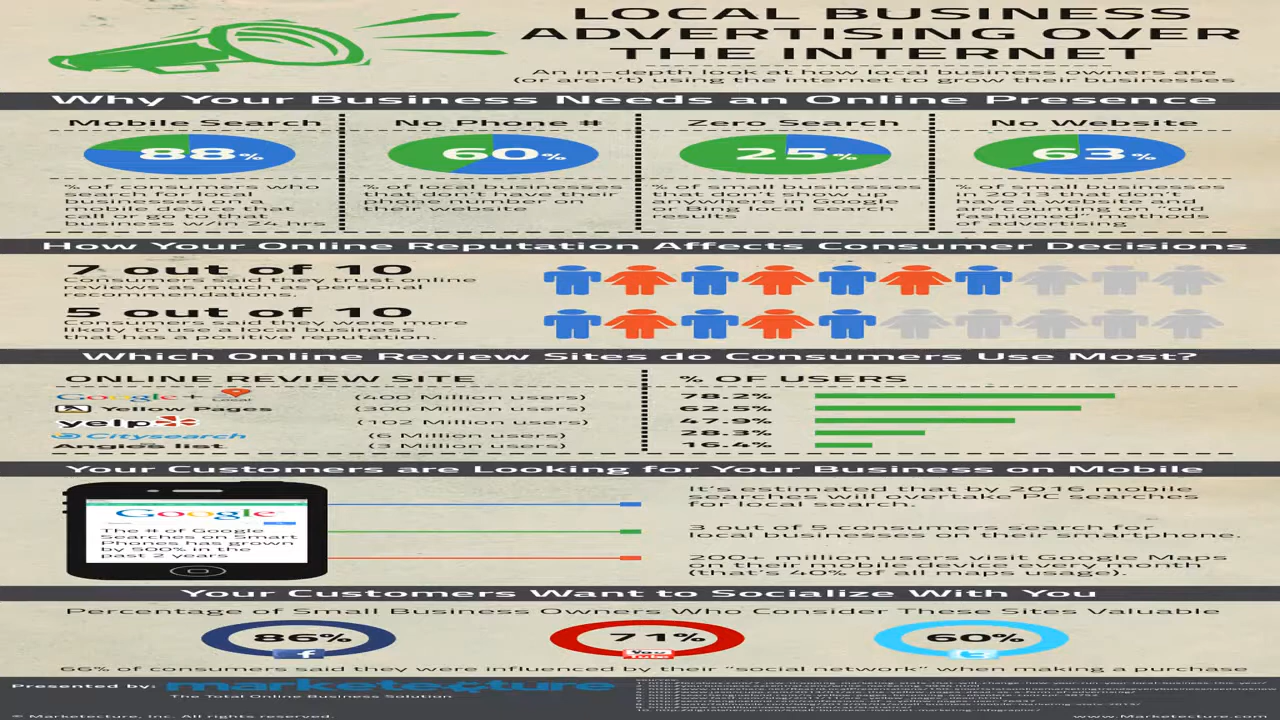 LOCAL BUSINESS
ADVERTISING OVER
THE INTERNET
An in-depth look at how local business owners are
(or aren't) using the internet to grow their businesses
Why Your Business Needs an Online Presence
Mobile Search
88%
% of consumers who
search for local
businesses on a
mobile device that
call or go to that
business w/in 24 hrs
No Phone #
60%
% of local businesses
that don't have their
phone number on
their website
Zero Search
25%
% of small businesses
that don't show up
anywhere in Google
or Bing local search
results
No Website
63%
% of small businesses
in 2013 that don't
have a website and
are counting on "old
fashioned" methods
of advertising
How Your Online Reputation Affects Consumer Decisions
7 out of 10
Consumers said they trust online
reviews as much as personal
recommendations.
5 out of 10
Consumers said they were more
likely to use a local business
that has a positive reputation.
Which Online Review Sites do Consumers Use Most?
ONLINE REVIEW SITE
% OF USERS
Google+ Local (400 Million users) 78.2%
Yellow Pages (300 Million users) 62.5%
yelp (102 Million users) 47.9%
Citysearch (6 Million users) 28.3%
Angie's list (3 Million users) 16.4%
Your Customers are Looking for Your Business on Mobile
Google
The # of Google
Searches on Smart
Phones has grown
by 500% in the
past 2 years
It's estimated that by 2016 mobile
searches will overtake PC searches
for local search.
out of 5 consumers search for
local businesses on their smartphone.
200+ million users visit Google Maps
on their mobile device every month
(that's 40% of all maps usage).
Your Customers Want to Socialize With You
Percentage of Small Business Owners Who Consider These Sites Valuable
86%
f
71%
You
Tube
60%
t
66% of consumers said they were influenced by their "social network" when making a purchase
Presented by: marketecture
The Total Online Business Solution
© Marketecture, Inc. All rights reserved.
Sources:
www.Marketecture.com